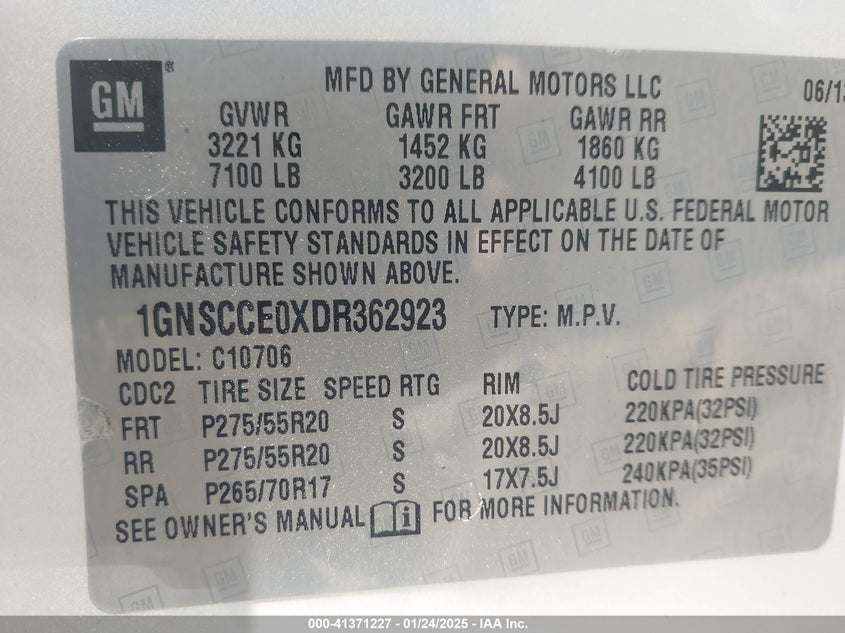 GM ®
MFD BY GENERAL MOTORS LLC 06/13
GVWR GAWR FRT GAWR RR
3221 KG 1452 KG 1860 KG
7100 LB 3200 LB 4100 LB
THIS VEHICLE CONFORMS TO ALL APPLICABLE U.S. FEDERAL MOTOR
VEHICLE SAFETY STANDARDS IN EFFECT ON THE DATE OF
MANUFACTURE SHOWN ABOVE.
1GNSCCE0XDR362923 TYPE: M.P.V.
MODEL: C10706
CDC2 TIRE SIZE SPEED RTG RIM COLD TIRE PRESSURE
FRT P275/55R20 S 20X8.5J 220KPA(32PSI)
RR P275/55R20 S 20X8.5J 220KPA(32PSI)
SPA P265/70R17 S 17X7.5J 240KPA(35PSI)
SEE OWNER'S MANUAL i FOR MORE INFORMATION.
000-41371227 — 01/24/2025 — IAA Inc.